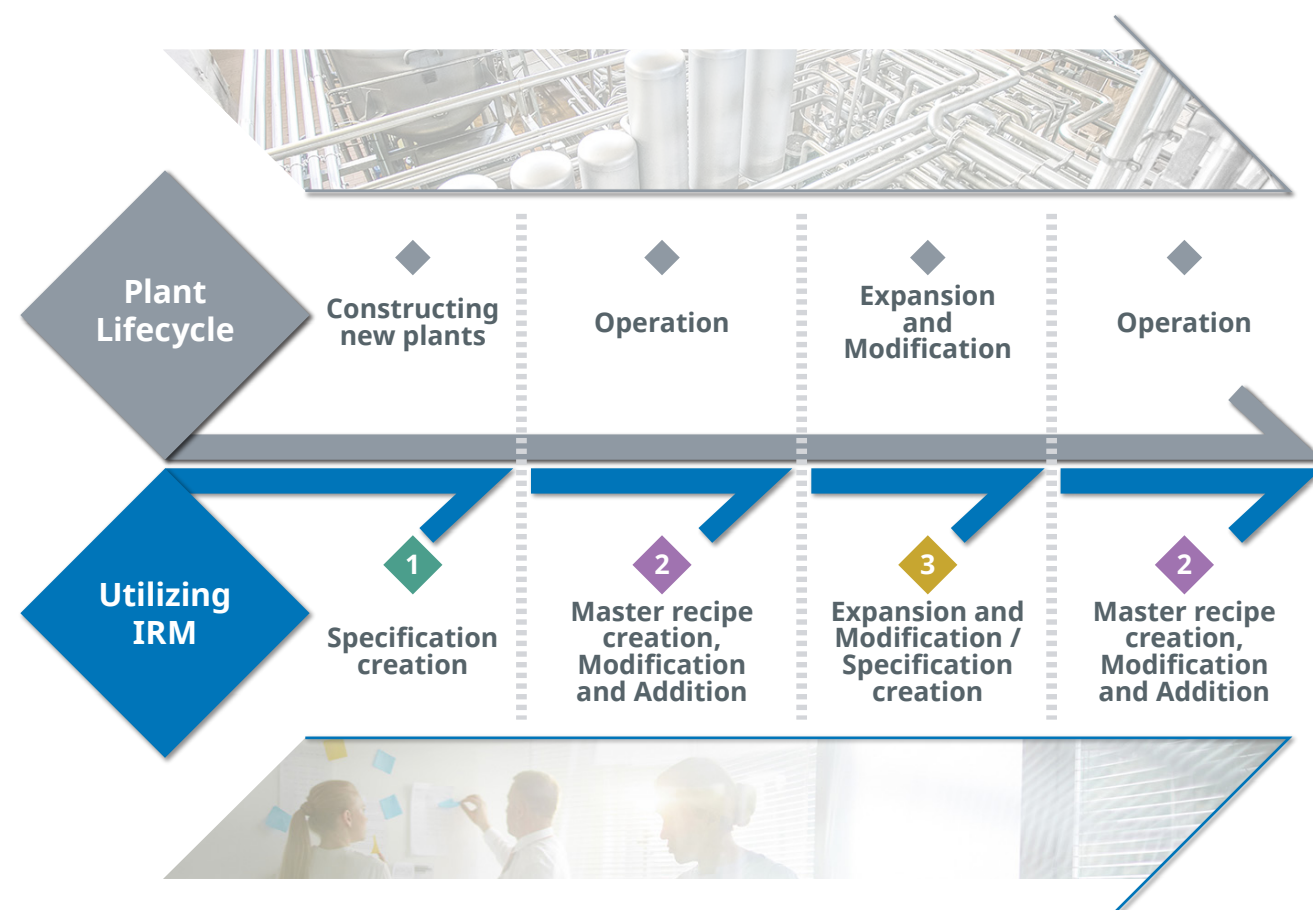 Plant
Lifecycle
Constructing
new plants
Operation
Expansion
and
Modification
Operation
Utilizing
IRM
1
Specification
creation
2
Master recipe
creation,
Modification
and Addition
3
Expansion and
Modification /
Specification
creation
2
Master recipe
creation,
Modification
and Addition